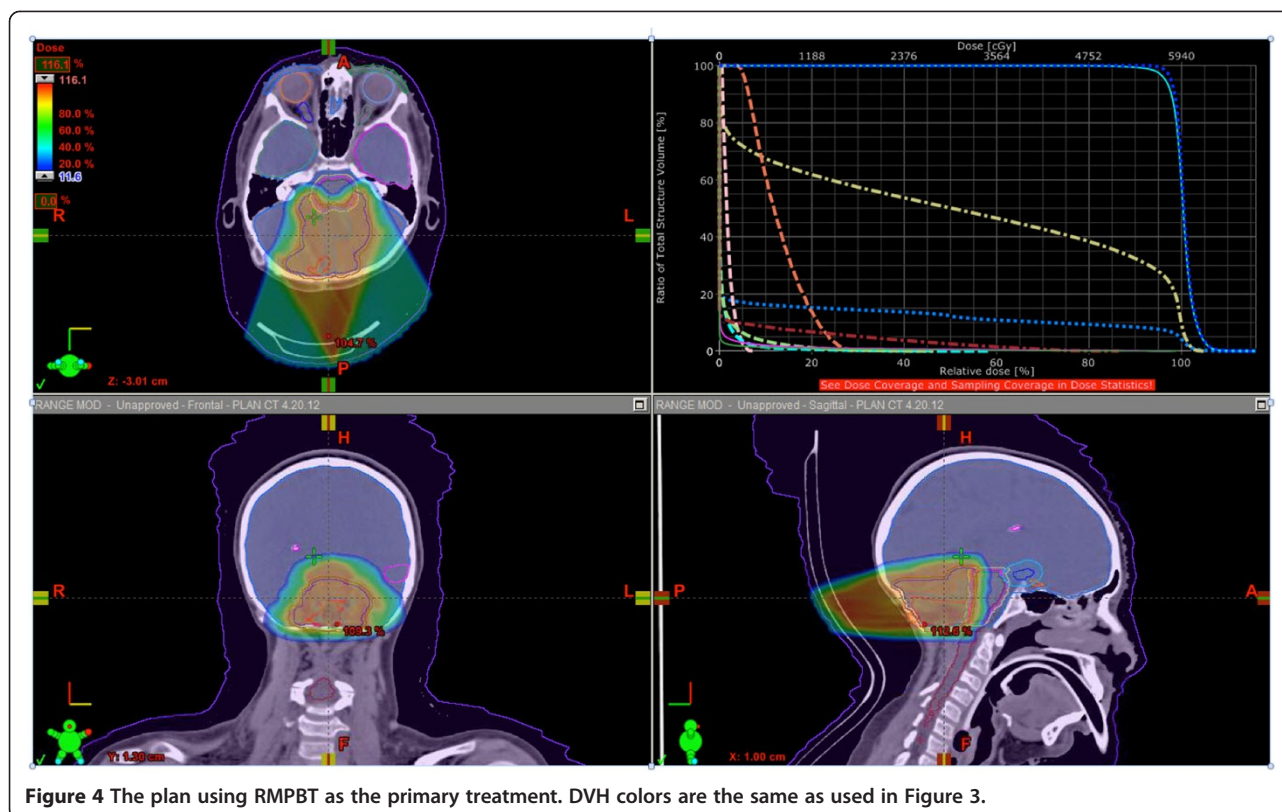 Dose
116.1 %
116.1
80.0 %
60.0 %
40.0 %
20.0 %
11.6
0.0 %
A
R
L
104.7 %
P
Z: -3.01 cm
Dose [cGy]
0 1188 2376 3564 4752 5940
Ratio of Total Structure Volume [%]
100
80
60
40
20
0
0 20 40 60 80 100
Relative dose [%]
See Dose Coverage and Sampling Coverage in Dose Statistics!
RANGE MOD - Unapproved - Frontal - PLAN CT 4.20.12
H
R
L
109.3 %
F
Y: 1.30 cm
RANGE MOD - Unapproved - Sagittal - PLAN CT 4.20.12
H
P
A
112.6 %
F
X: 1.00 cm
Figure 4 The plan using RMPBT as the primary treatment. DVH colors are the same as used in Figure 3.